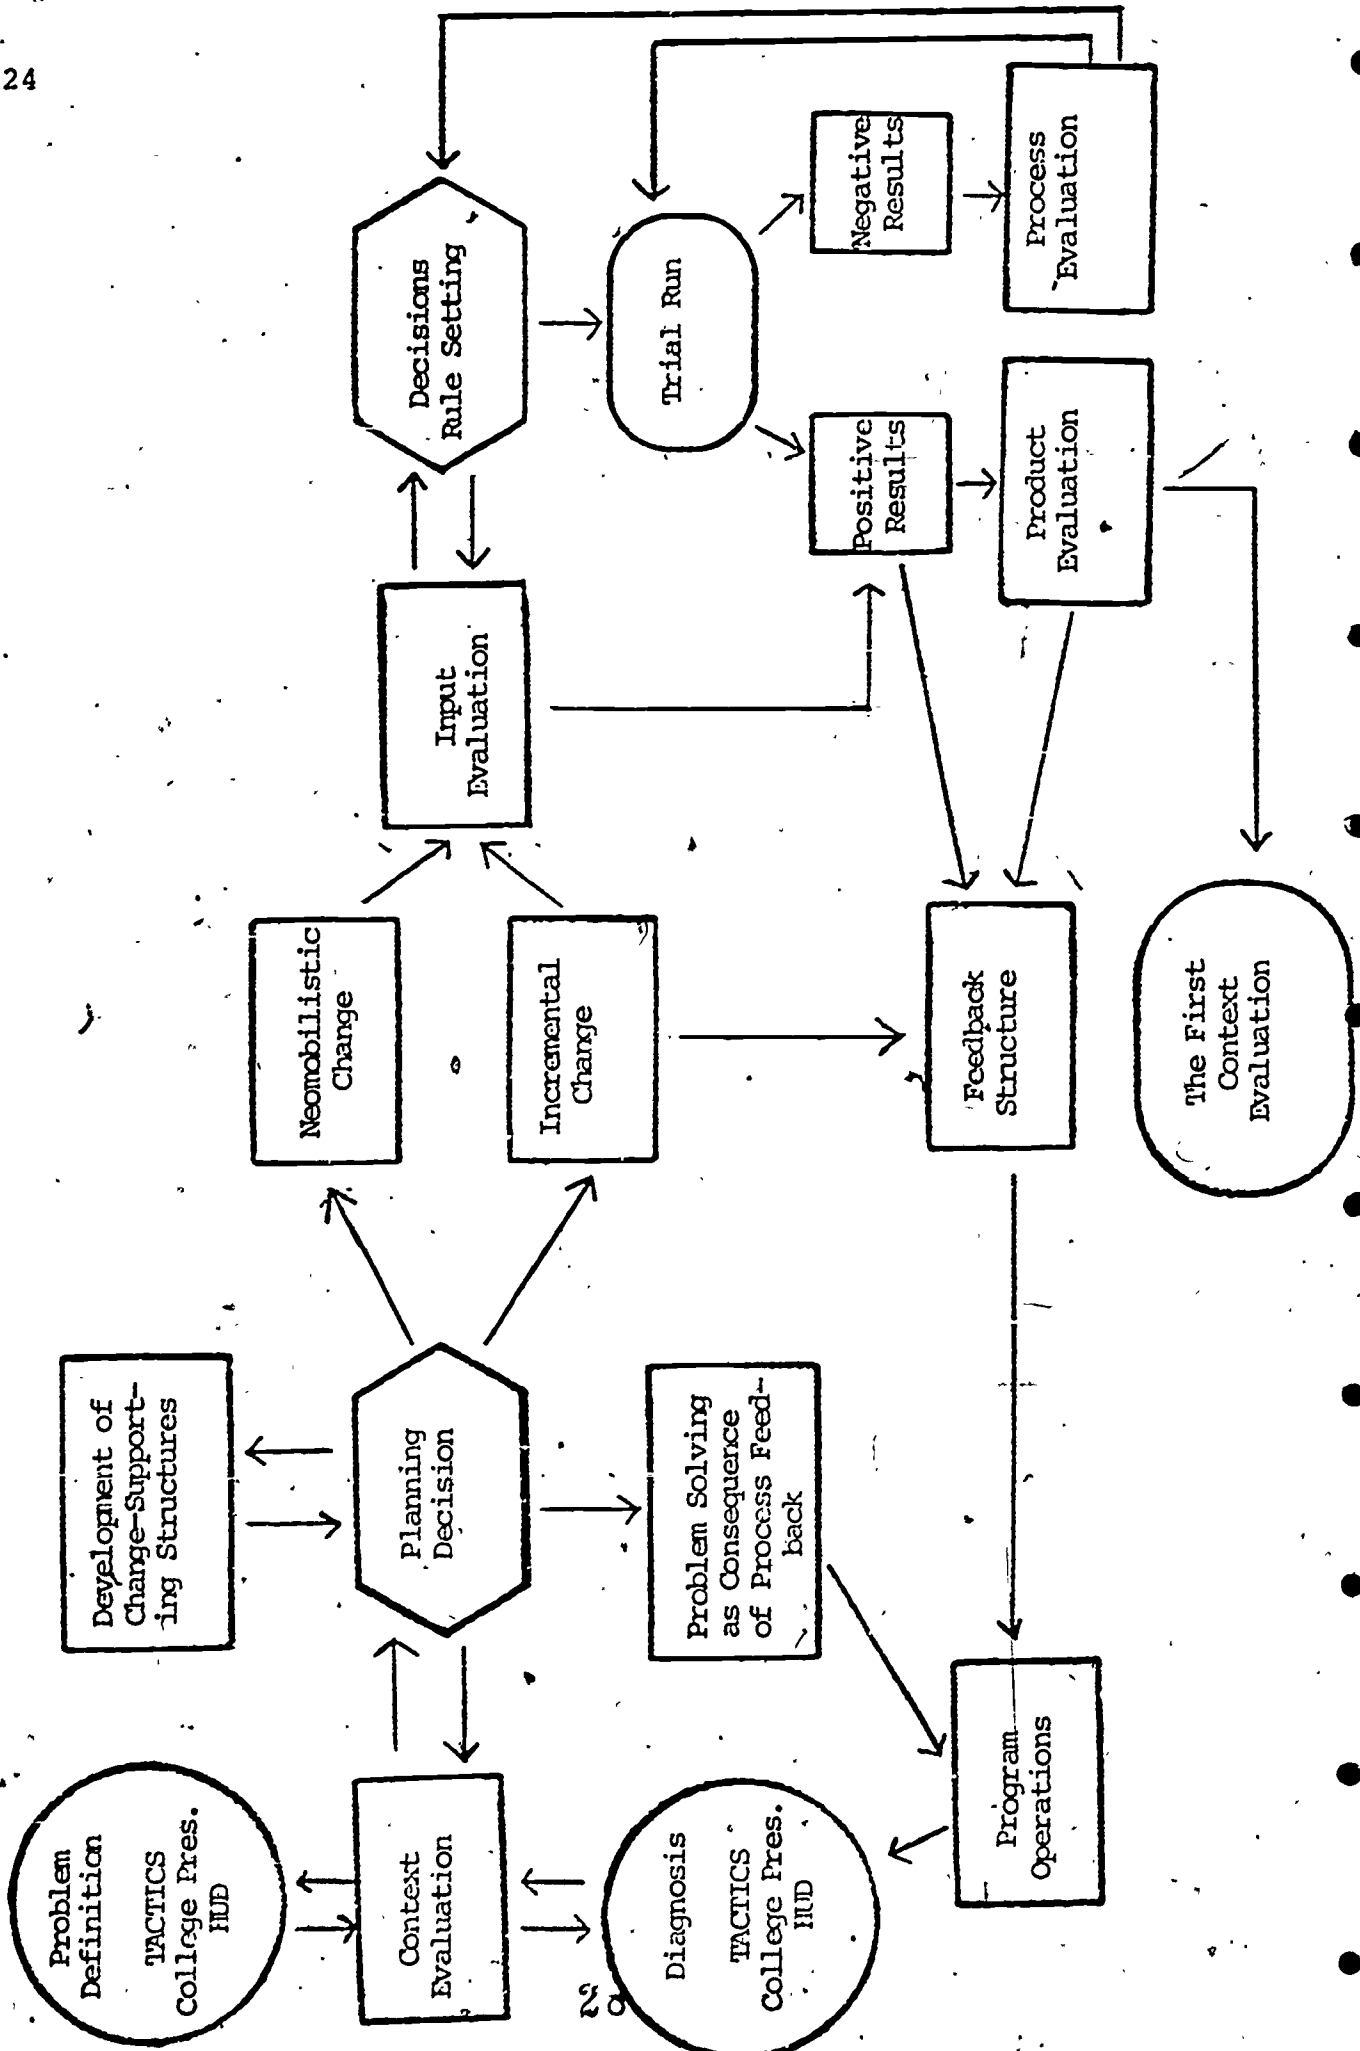 24
Problem
Definition
TACTICS
College Pres.
HUD
Context
Evaluation
Diagnosis
TACTICS
College Pres.
HUD
Development of
Change-Support-
ing Structures
Planning
Decision
Problem Solving
as Consequence
of Process Feed-
back
Program
Operations
Neomobilistic
Change
Incremental
Change
Feedback
Structure
The First
Context
Evaluation
Input
Evaluation
Decisions
Rule Setting
Trial Run
Positive
Results
Negative
Results
Product
Evaluation
Process
Evaluation